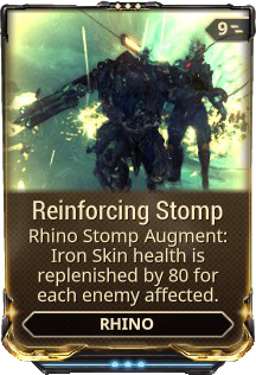 9
Reinforcing Stomp
Rhino Stomp Augment:
Iron Skin health is
replenished by 80 for
each enemy affected.
RHINO